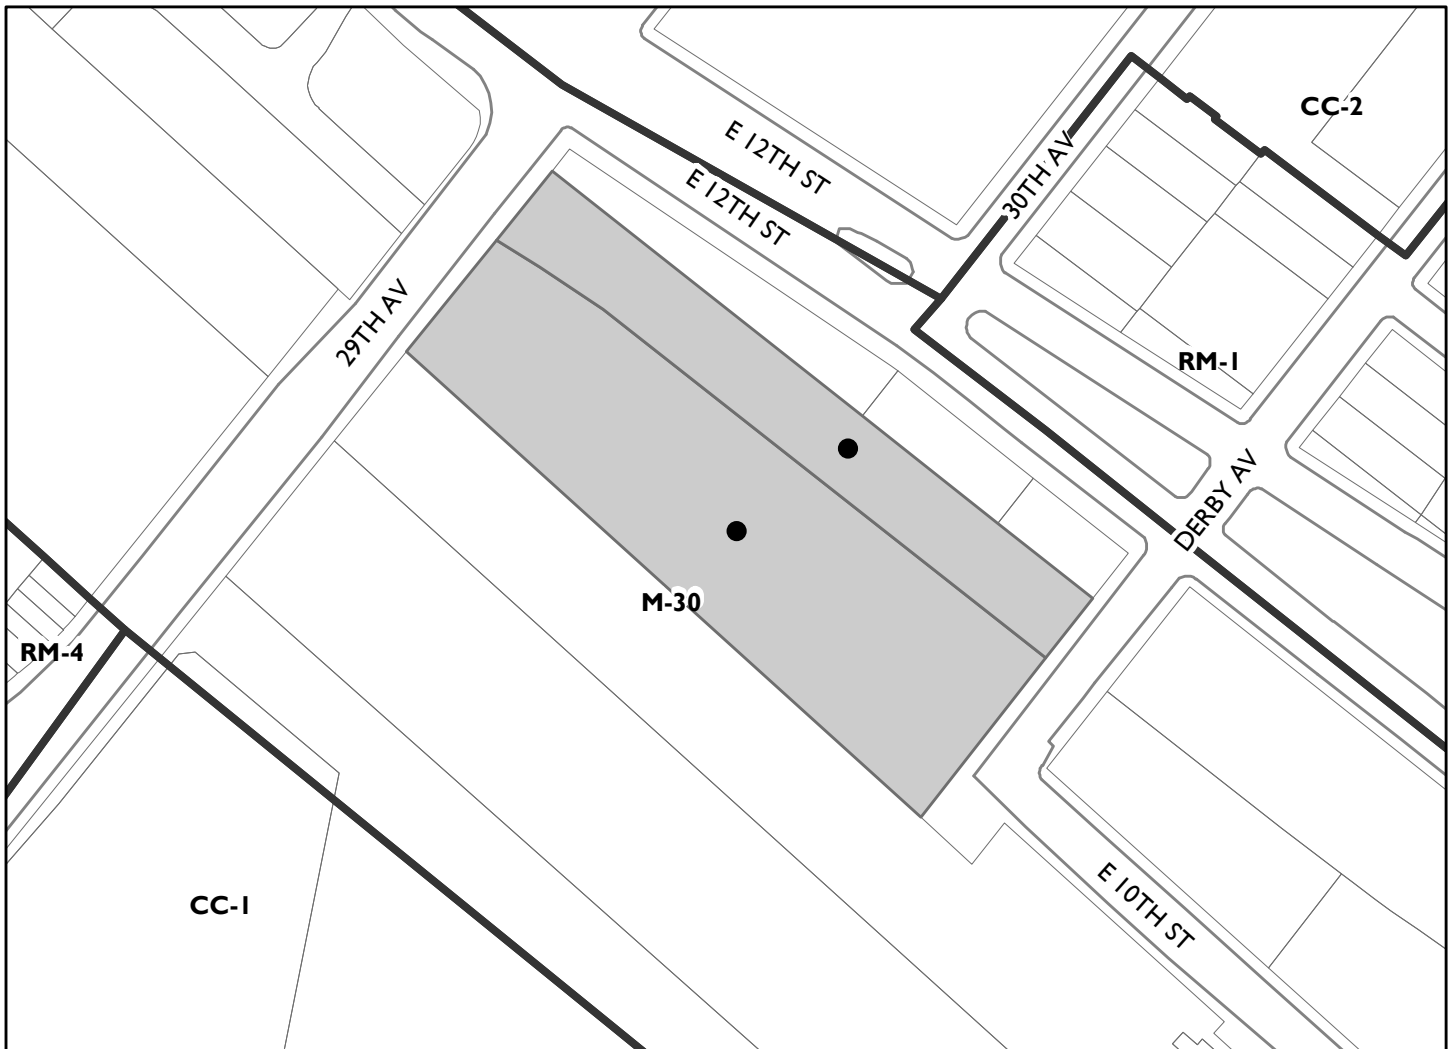 CC-2
E 12TH ST
30TH AV
E 12TH ST
29TH AV
RM-1
DERBY AV
M-30
RM-4
CC-1
E 10TH ST